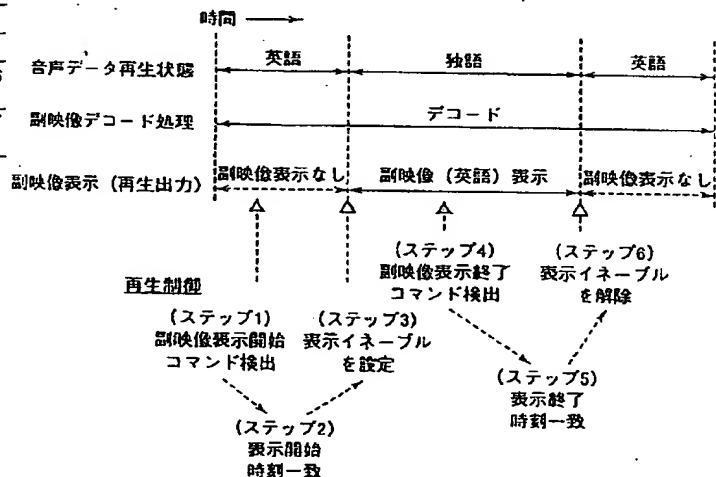 時間
音声データ再生状態
英語
独語
英語
副映像デコード処理
デコード
副映像表示（再生出力）
副映像表示なし
副映像（英語）表示
副映像表示なし
再生制御
（ステップ1）
副映像表示開始
コマンド検出
（ステップ2）
表示開始
時刻一致
（ステップ3）
表示イネーブル
を設定
（ステップ4）
副映像表示終了
コマンド検出
（ステップ5）
表示終了
時刻一致
（ステップ6）
表示イネーブル
を解除